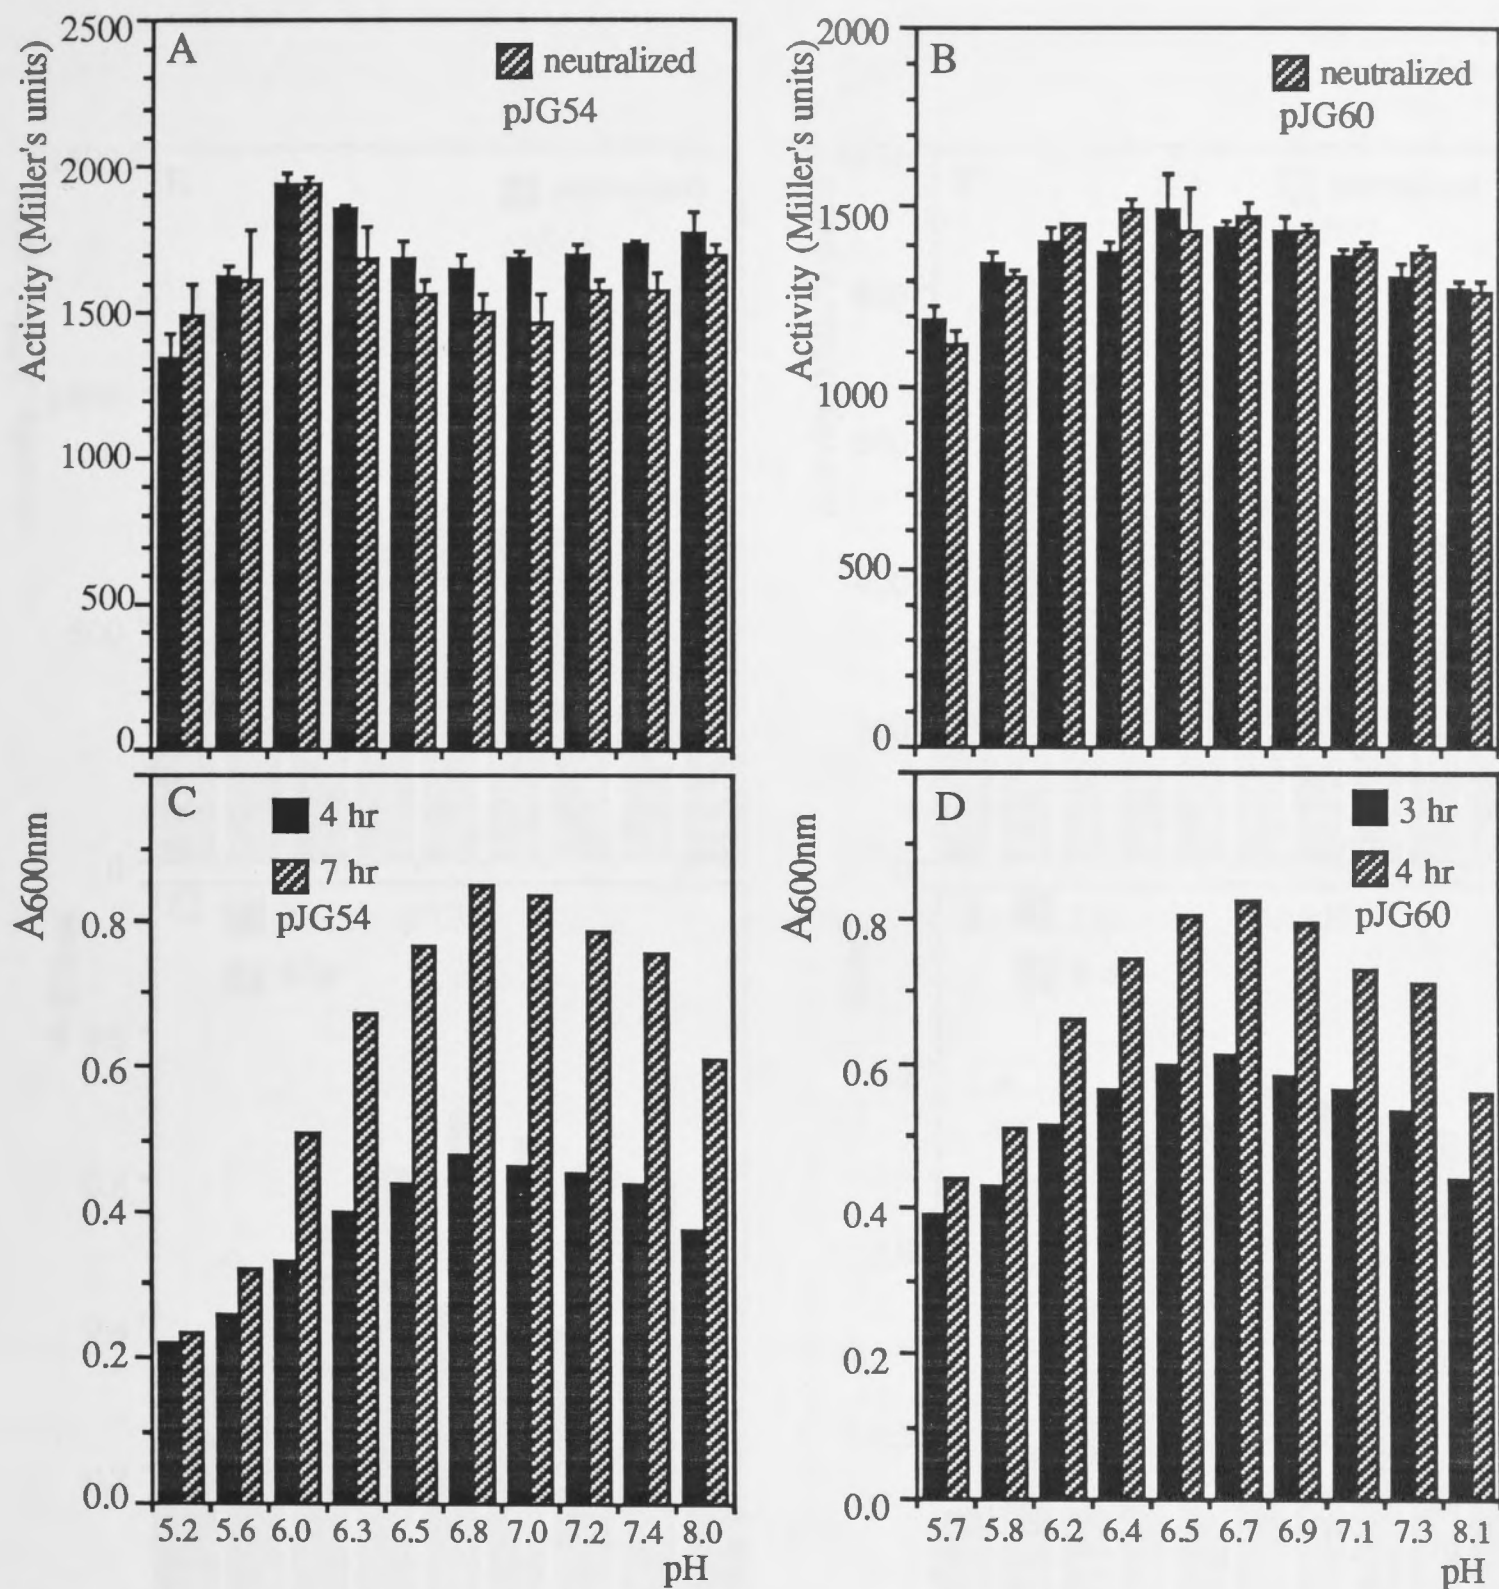 A
neutralized
pJG54
Activity (Miller's units)
2500
2000
1500
1000
500
0
B
neutralized
pJG60
Activity (Miller's units)
2000
1500
1000
500
0
C
4 hr
7 hr
pJG54
A600nm
0.8
0.6
0.4
0.2
0.0
5.2 5.6 6.0 6.3 6.5 6.8 7.0 7.2 7.4 8.0
pH
D
3 hr
4 hr
pJG60
A600nm
0.8
0.6
0.4
0.2
0.0
5.7 5.8 6.2 6.4 6.5 6.7 6.9 7.1 7.3 8.1
pH